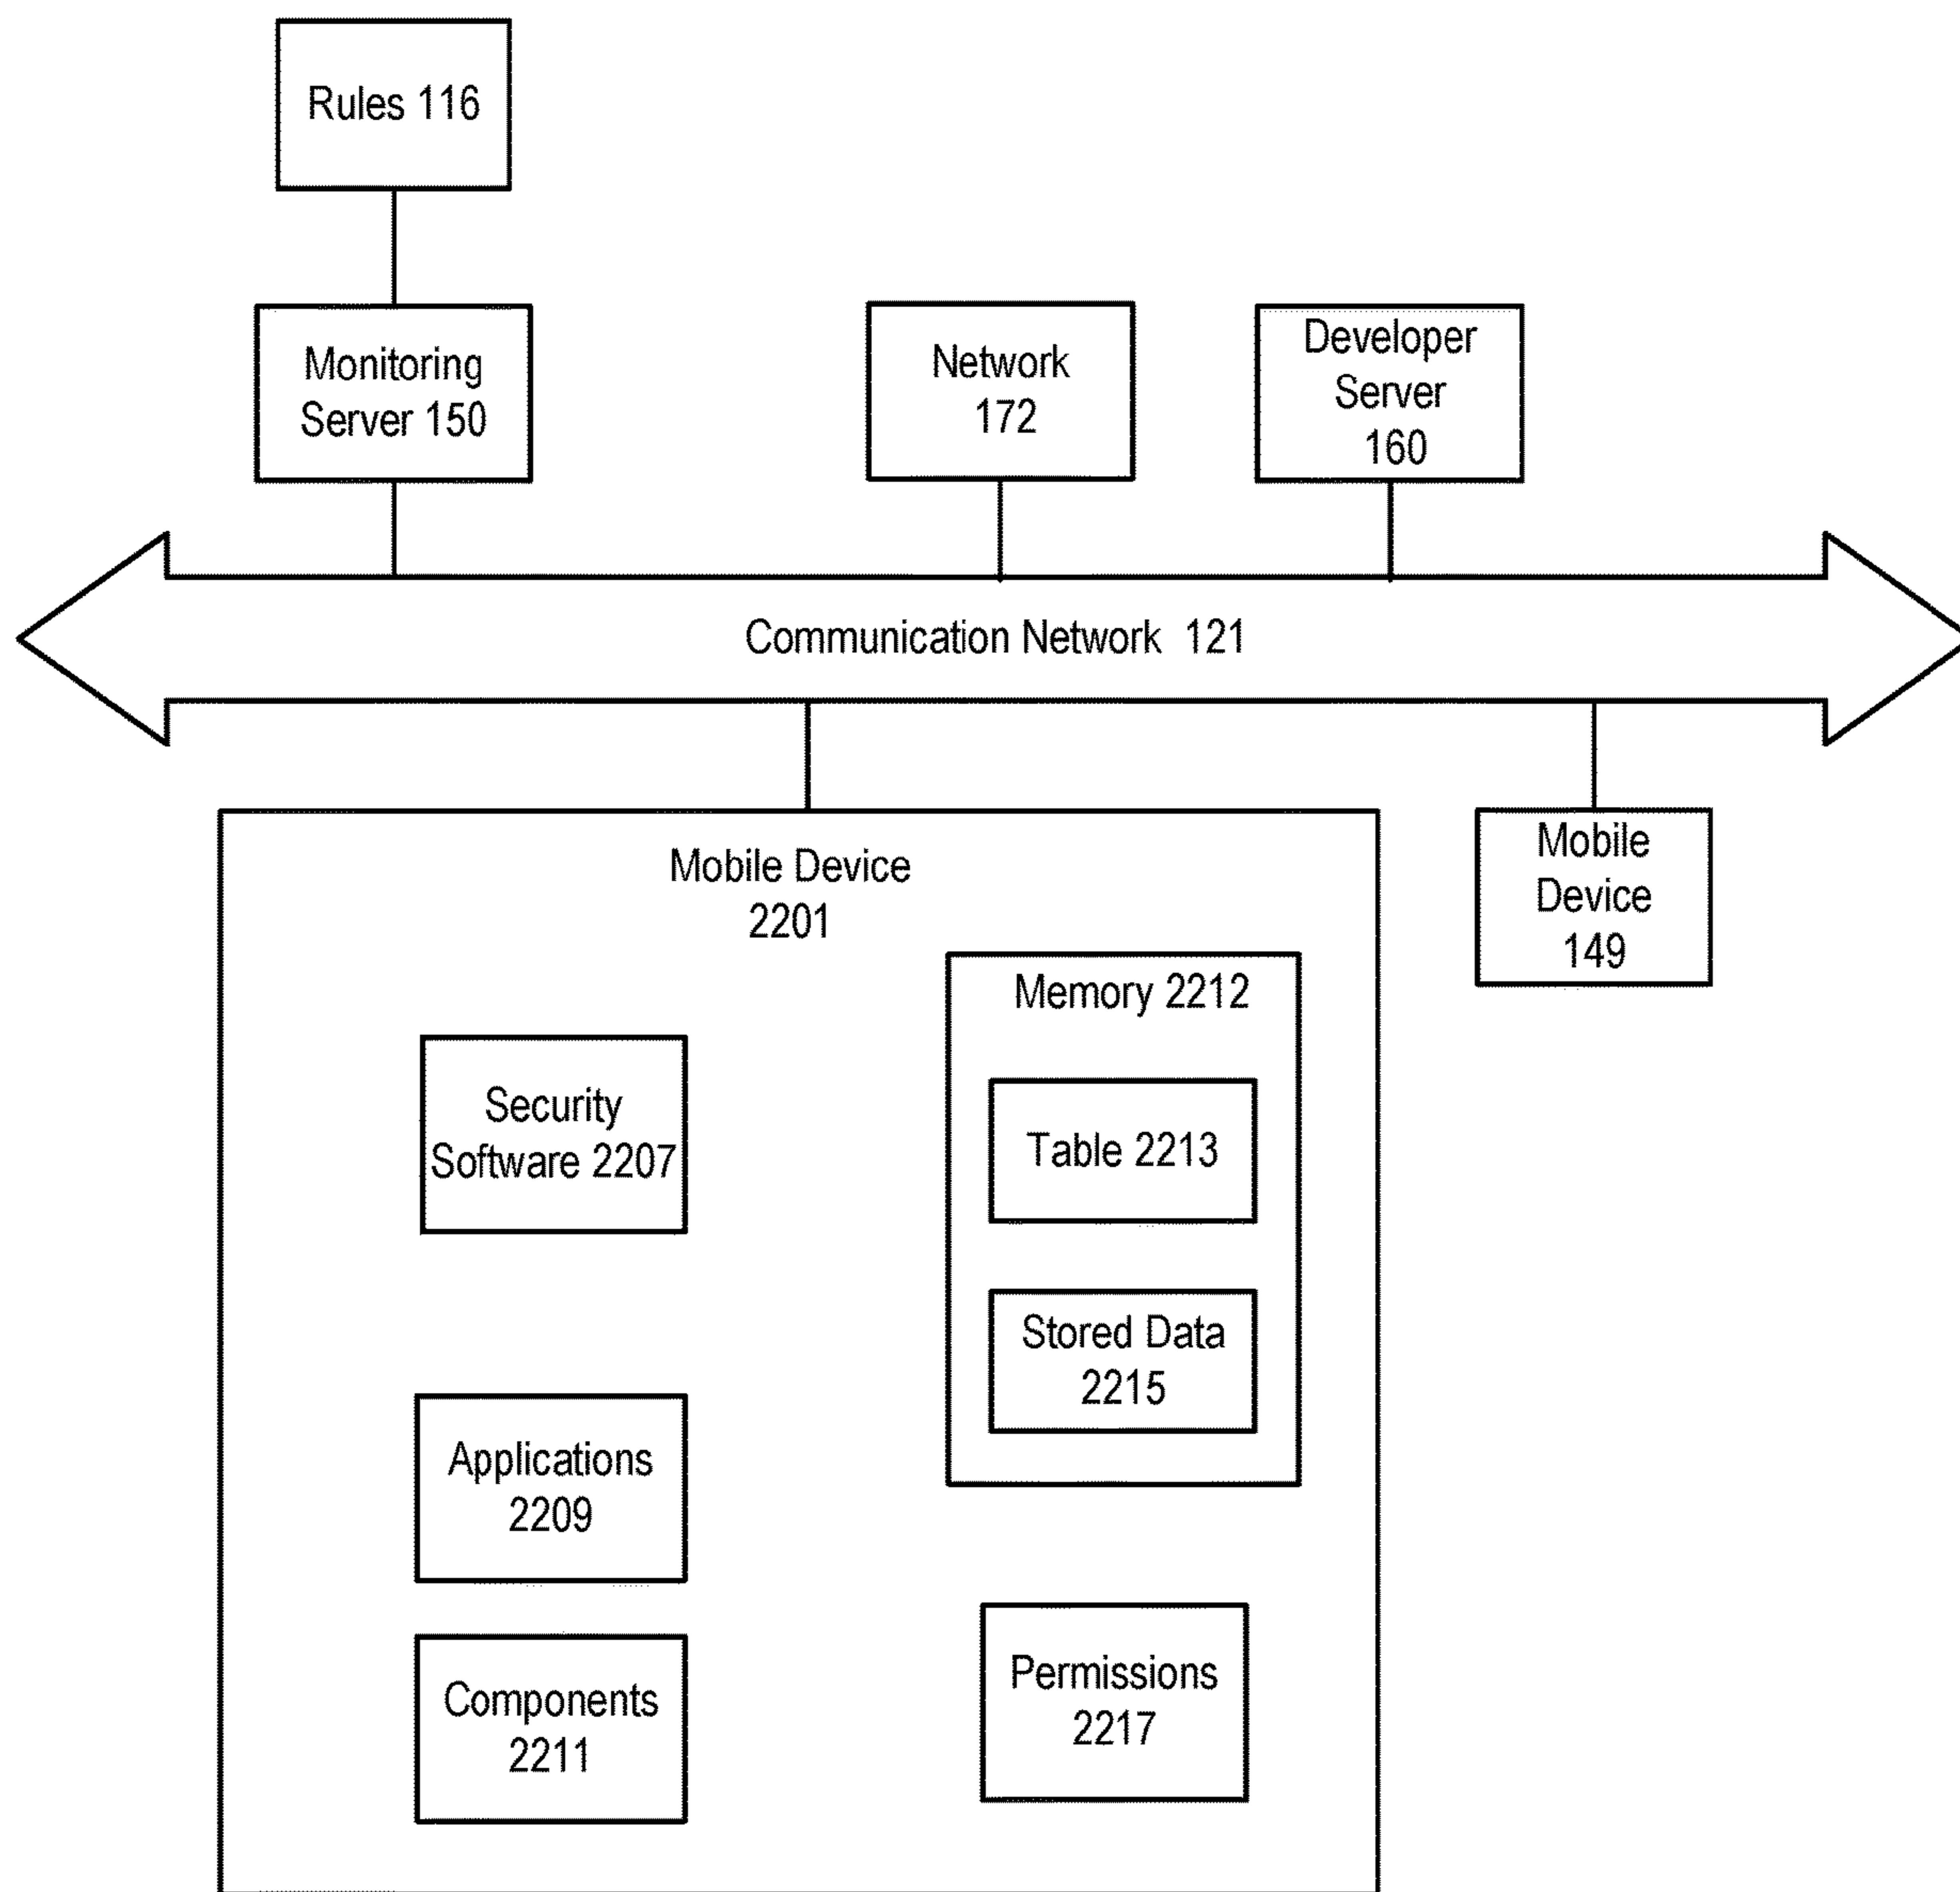 Rules 116
Monitoring
Server 150
Network
172
Developer
Server
160
Communication Network 121
Mobile Device
2201
Mobile
Device
149
Memory 2212
Security
Software 2207
Table 2213
Stored Data
2215
Applications
2209
Components
2211
Permissions
2217